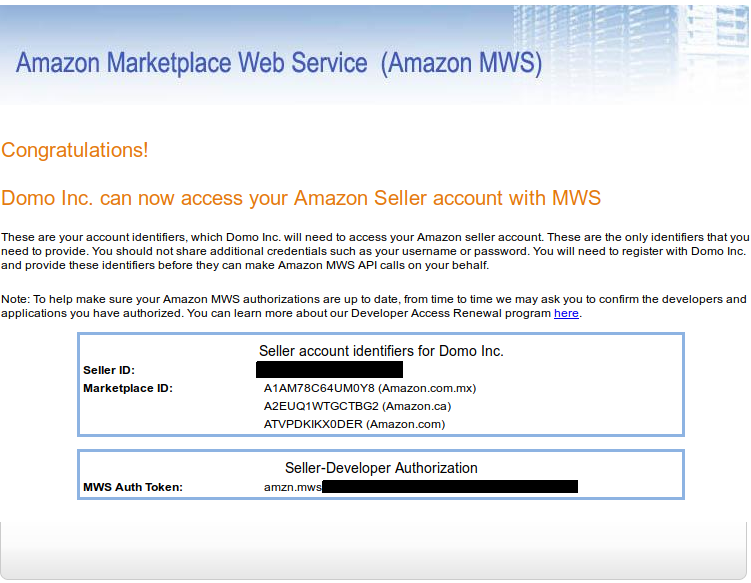 Amazon Marketplace Web Service (Amazon MWS)
Congratulations!
Domo Inc. can now access your Amazon Seller account with MWS
These are your account identifiers, which Domo Inc. will need to access your Amazon seller account. These are the only identifiers that you
need to provide. You should not share additional credentials such as your username or password. You will need to register with Domo Inc.
and provide these identifiers before they can make Amazon MWS API calls on your behalf.
Note: To help make sure your Amazon MWS authorizations are up to date, from time to time we may ask you to confirm the developers and
applications you have authorized. You can learn more about our Developer Access Renewal program here.
Seller account identifiers for Domo Inc.
Seller ID:
Marketplace ID: A1AM78C64UM0Y8 (Amazon.com.mx)
A2EUQ1WTGCTBG2 (Amazon.ca)
ATVPDKIKX0DER (Amazon.com)
Seller-Developer Authorization
MWS Auth Token: amzn.mws